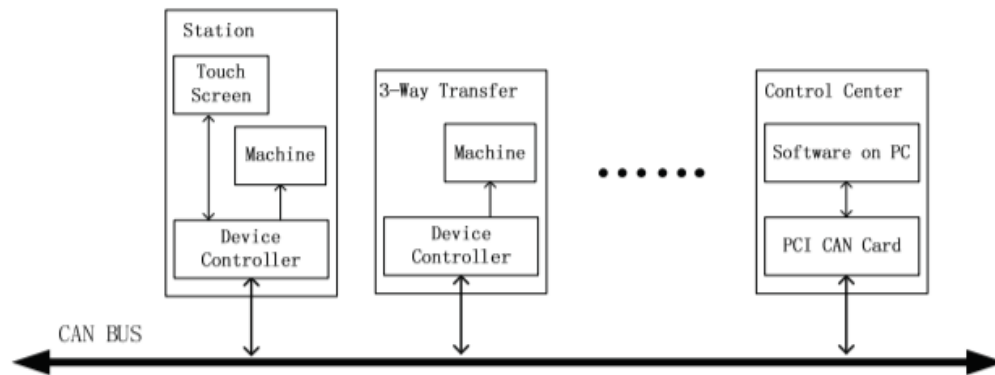 Station
Touch
Screen
Machine
Device
Controller
3-Way Transfer
Machine
Device
Controller
Control Center
Software on PC
PCI CAN Card
CAN BUS